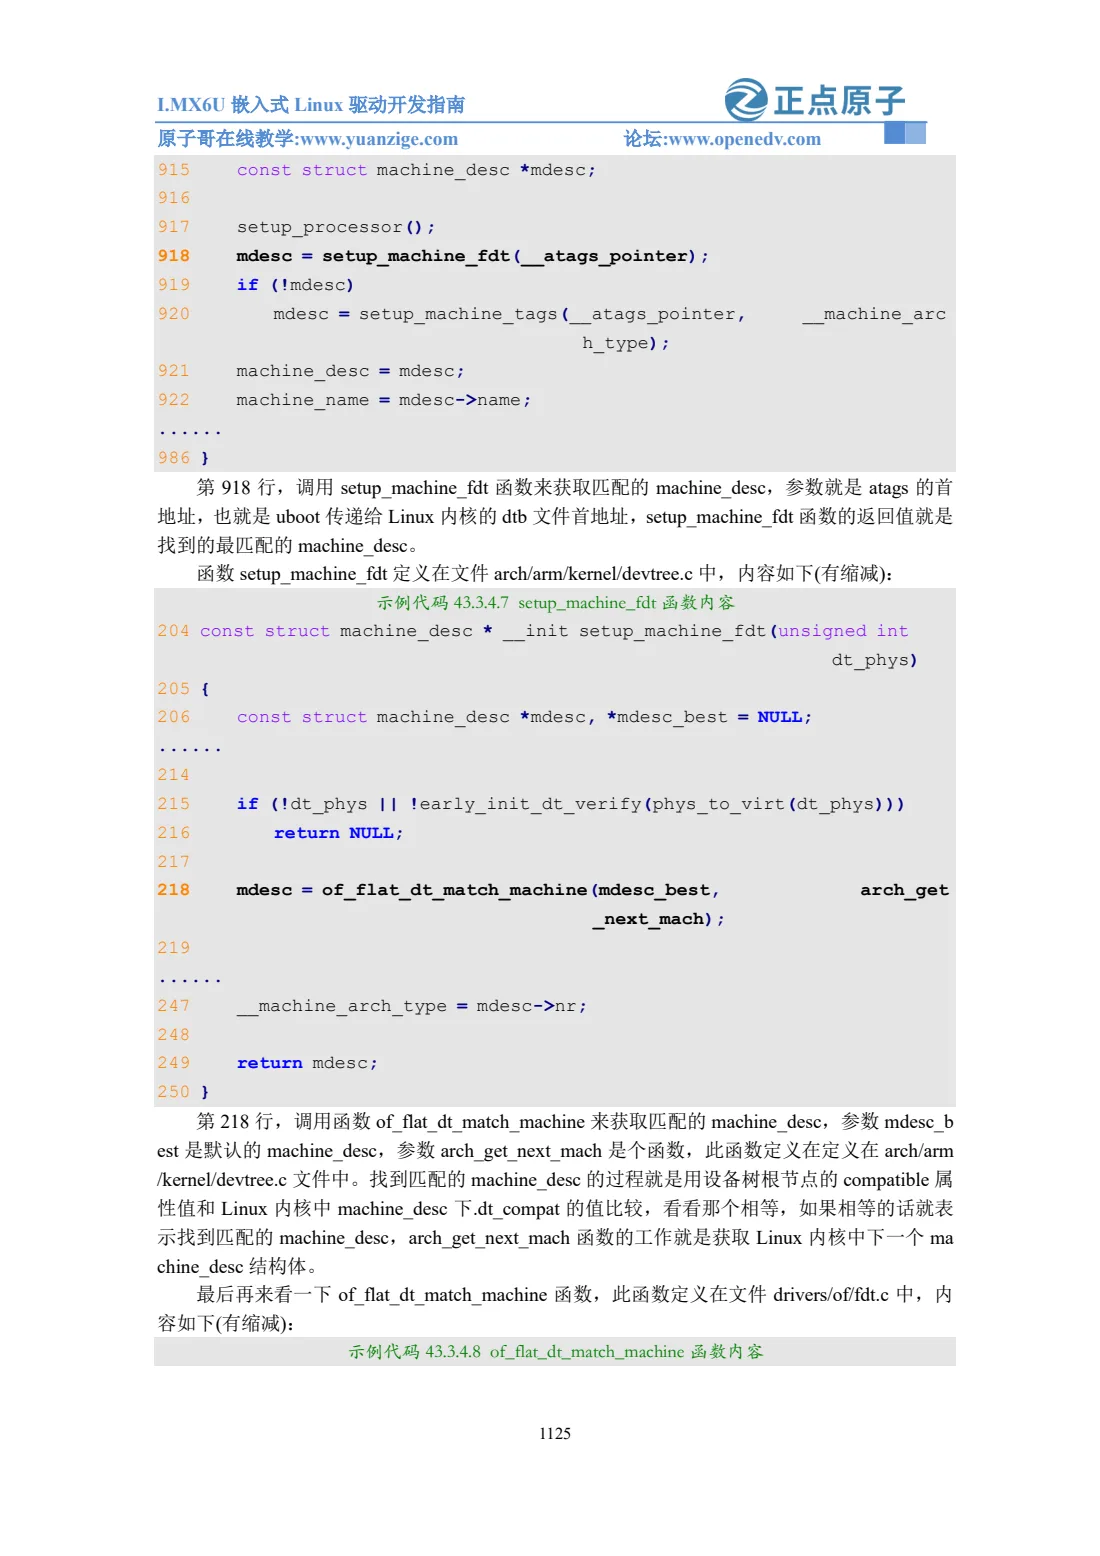 I.MX6U 嵌入式 Linux 驱动开发指南
正点原子
原子哥在线教学:www.yuanzige.com 论坛:www.openedv.com
915 const struct machine_desc *mdesc;
916
917 setup_processor();
918 mdesc = setup_machine_fdt(__atags_pointer);
919 if (!mdesc)
920 mdesc = setup_machine_tags(__atags_pointer, __machine_arc
h_type);
921 machine_desc = mdesc;
922 machine_name = mdesc->name;
......
986 }
第 918 行，调用 setup_machine_fdt 函数来获取匹配的 machine_desc，参数就是 atags 的首
地址，也就是 uboot 传递给 Linux 内核的 dtb 文件首地址，setup_machine_fdt 函数的返回值就是
找到的最匹配的 machine_desc。
函数 setup_machine_fdt 定义在文件 arch/arm/kernel/devtree.c 中，内容如下(有缩减)：
示例代码 43.3.4.7 setup_machine_fdt 函数内容
204 const struct machine_desc * __init setup_machine_fdt(unsigned int
dt_phys)
205 {
206 const struct machine_desc *mdesc, *mdesc_best = NULL;
......
214
215 if (!dt_phys || !early_init_dt_verify(phys_to_virt(dt_phys)))
216 return NULL;
217
218 mdesc = of_flat_dt_match_machine(mdesc_best, arch_get
_next_mach);
219
......
247 __machine_arch_type = mdesc->nr;
248
249 return mdesc;
250 }
第 218 行，调用函数 of_flat_dt_match_machine 来获取匹配的 machine_desc，参数 mdesc_b
est 是默认的 machine_desc，参数 arch_get_next_mach 是个函数，此函数定义在定义在 arch/arm
/kernel/devtree.c 文件中。找到匹配的 machine_desc 的过程就是用设备树根节点的 compatible 属
性值和 Linux 内核中 machine_desc 下.dt_compat 的值比较，看看那个相等，如果相等的话就表
示找到匹配的 machine_desc，arch_get_next_mach 函数的工作就是获取 Linux 内核中下一个 ma
chine_desc 结构体。
最后再来看一下 of_flat_dt_match_machine 函数，此函数定义在文件 drivers/of/fdt.c 中，内
容如下(有缩减)：
示例代码 43.3.4.8 of_flat_dt_match_machine 函数内容
1125